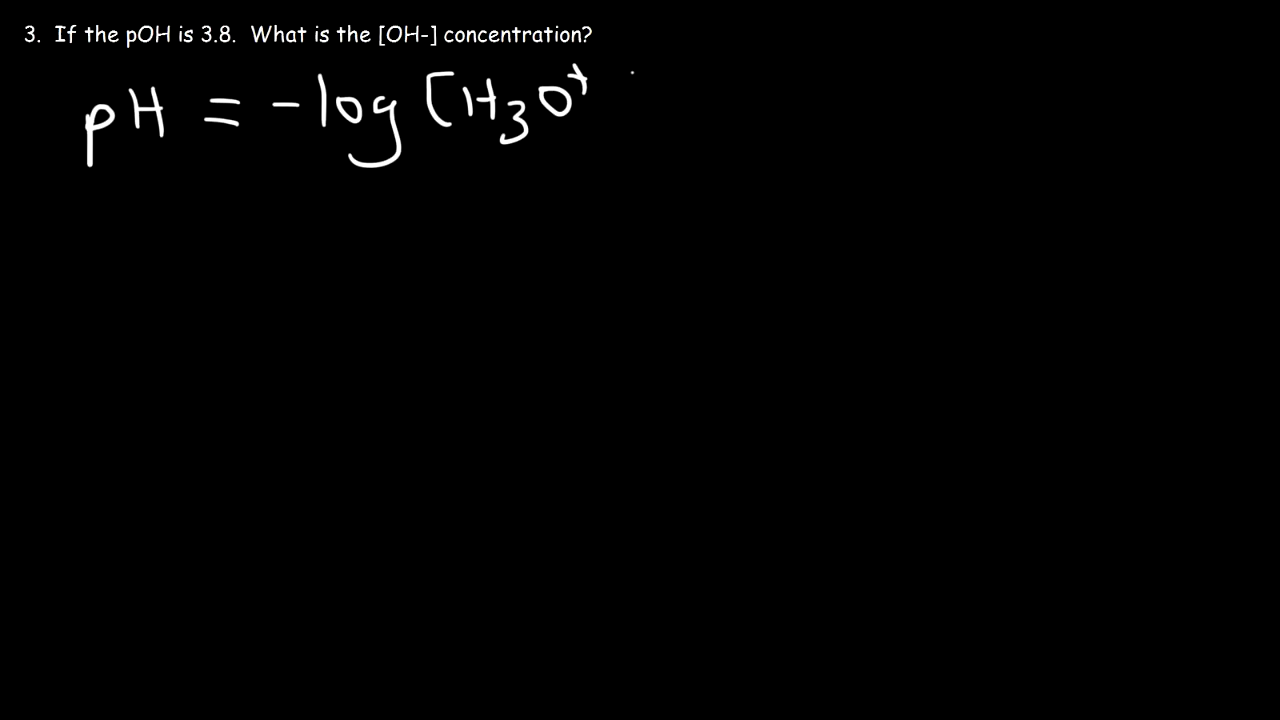 3. If the pOH is 3.8. What is the [OH-] concentration?
pH = -log [H₃O⁺